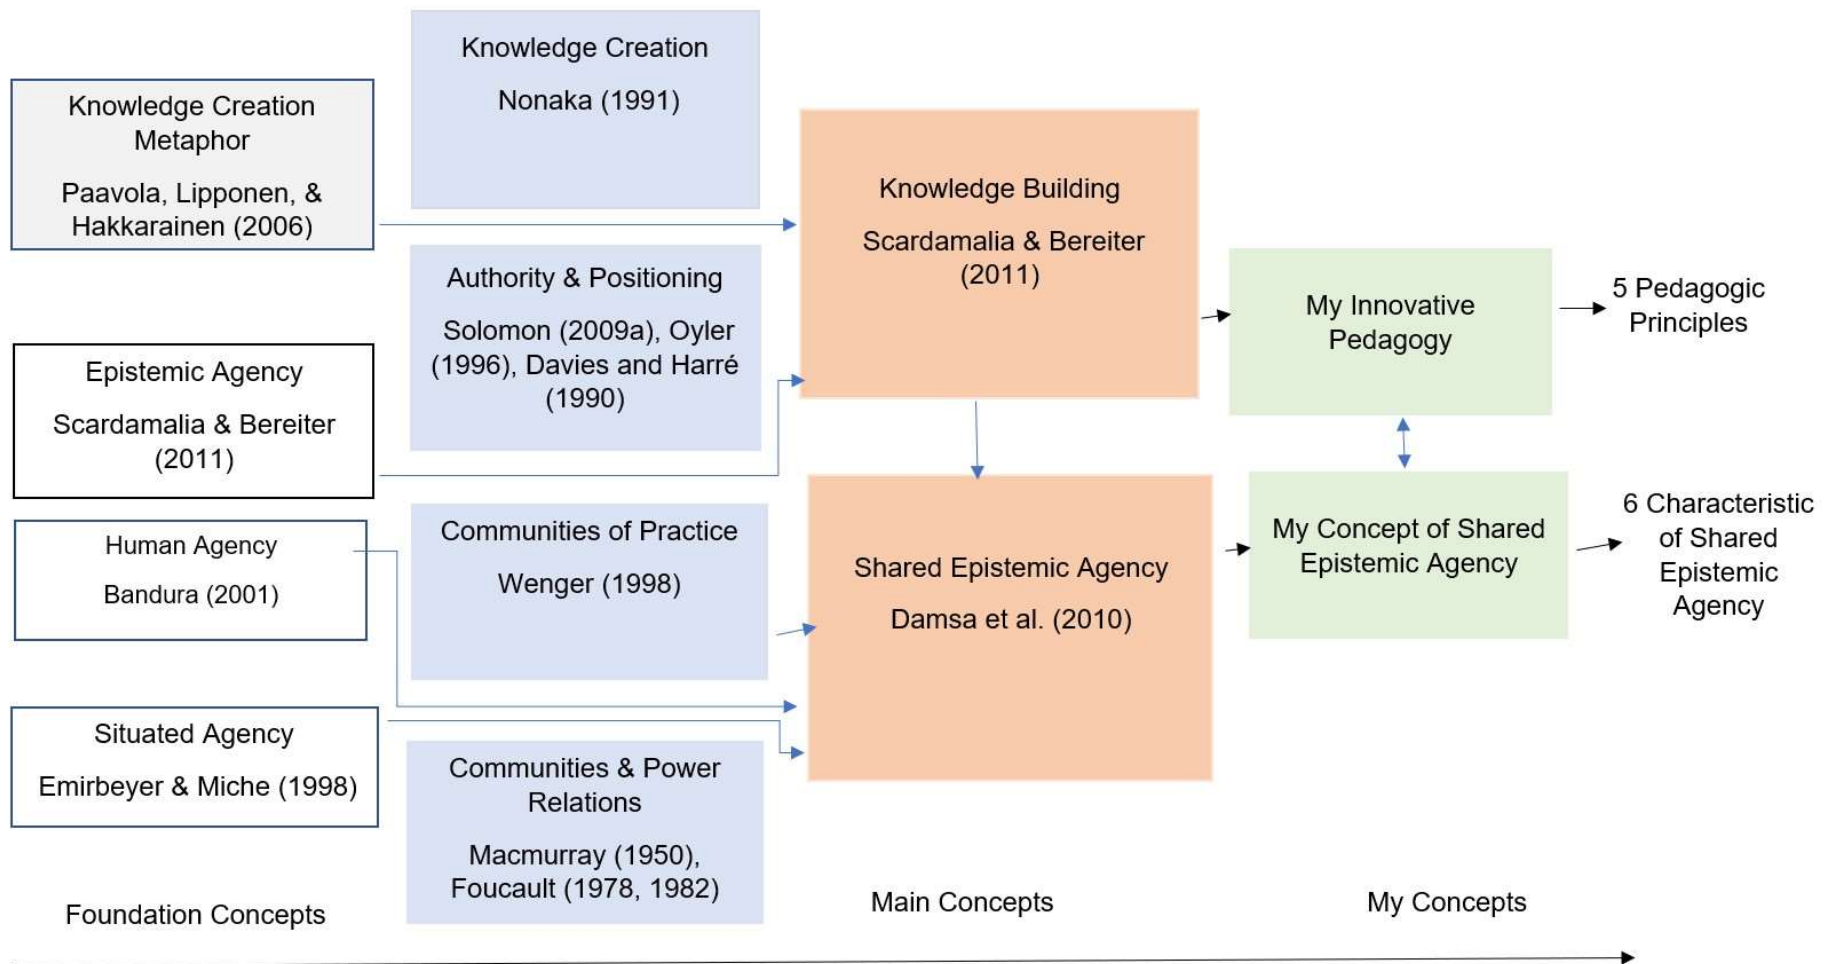 Knowledge Creation
Metaphor
Paavola, Lipponen, &
Hakkarainen (2006)
Epistemic Agency
Scardamalia & Bereiter
(2011)
Human Agency
Bandura (2001)
Situated Agency
Emirbeyer & Miche (1998)
Foundation Concepts
Knowledge Creation
Nonaka (1991)
Authority & Positioning
Solomon (2009a), Oyler
(1996), Davies and Harré
(1990)
Communities of Practice
Wenger (1998)
Communities & Power
Relations
Macmurray (1950),
Foucault (1978, 1982)
Knowledge Building
Scardamalia & Bereiter
(2011)
Shared Epistemic Agency
Damsa et al. (2010)
Main Concepts
My Innovative
Pedagogy
My Concept of Shared
Epistemic Agency
My Concepts
5 Pedagogic
Principles
6 Characteristic
of Shared
Epistemic
Agency